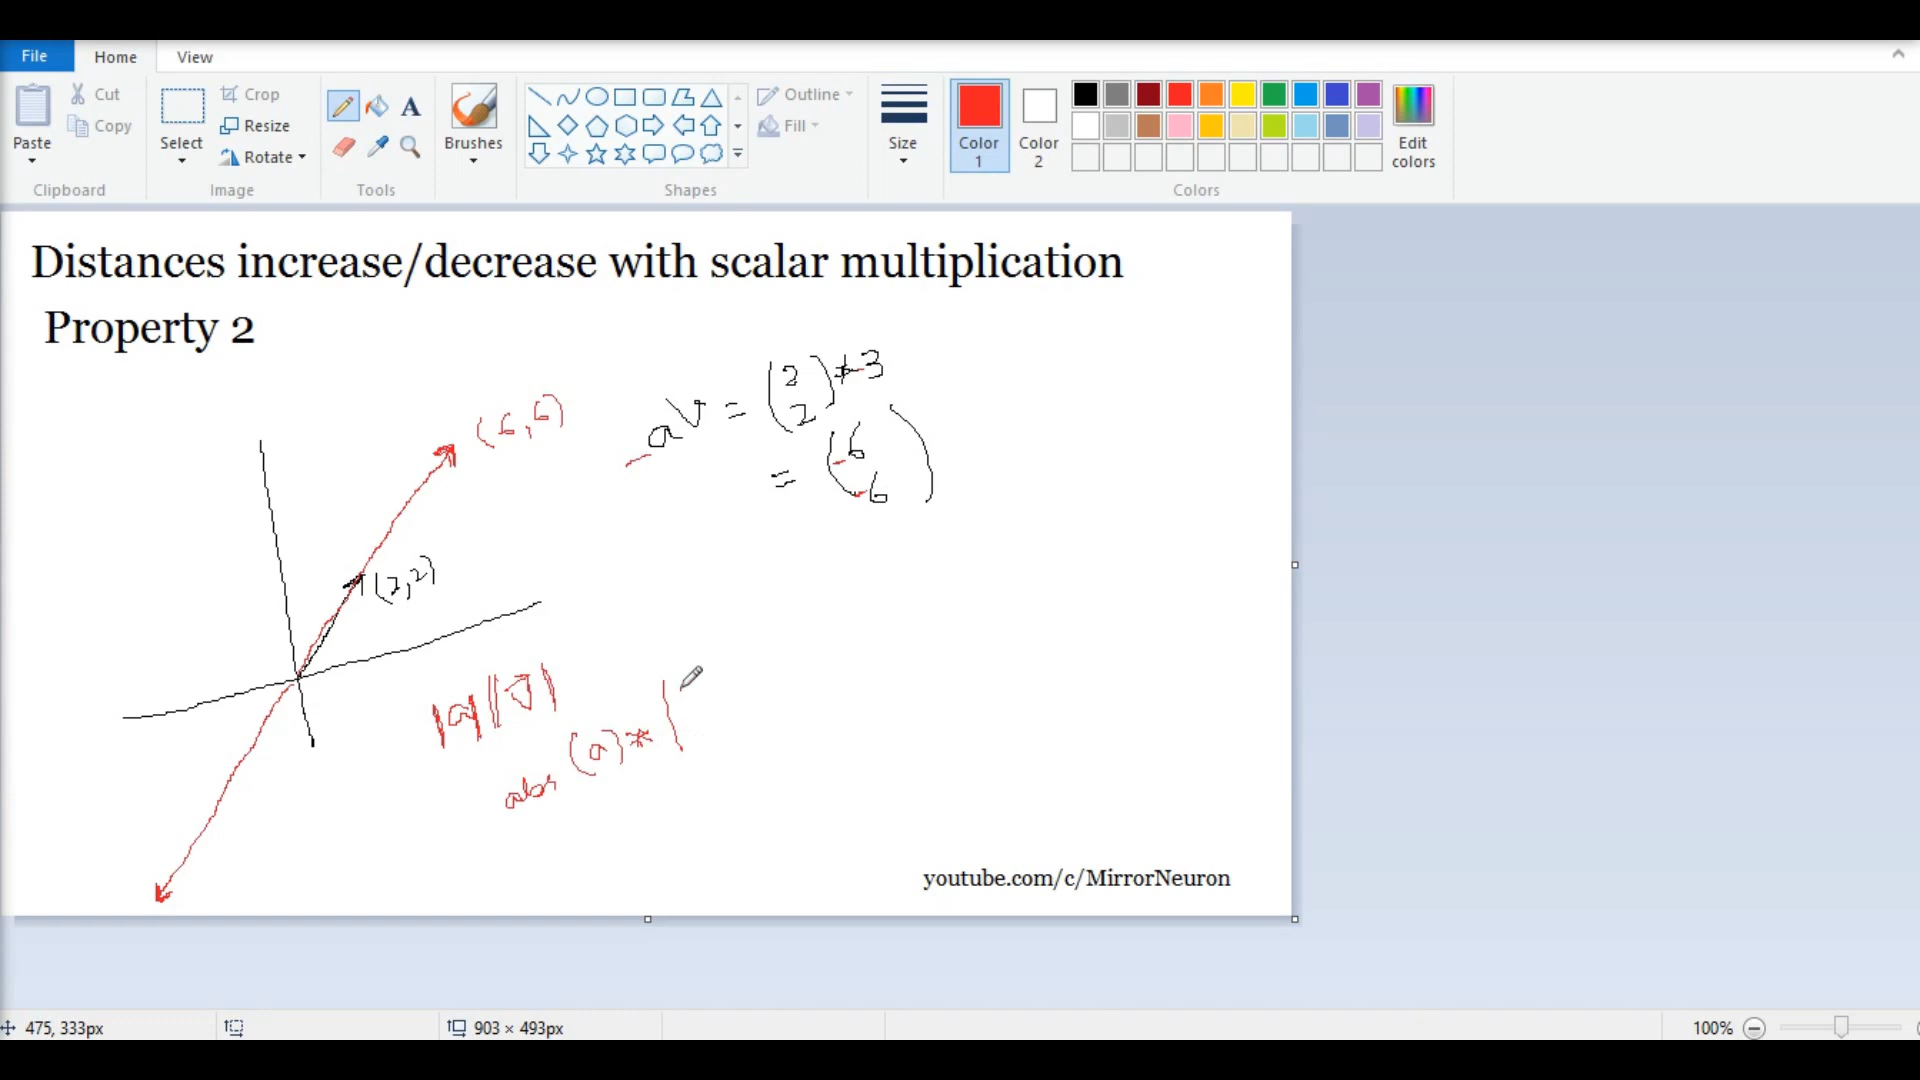 File Home View
Paste
Cut
Copy
Clipboard
Select
Crop
Resize
Rotate
Image
A
Tools
Brushes
Outline
Fill
Shapes
Size
Color 1
Color 2
Edit colors
Colors
Distances increase/decrease with scalar multiplication
Property 2
-av = (2 2) * -3
= (-6 -6)
(6,6)
(2,2)
|a||v|
abs (a) * |
youtube.com/c/MirrorNeuron
475, 333px
903 × 493px
100%